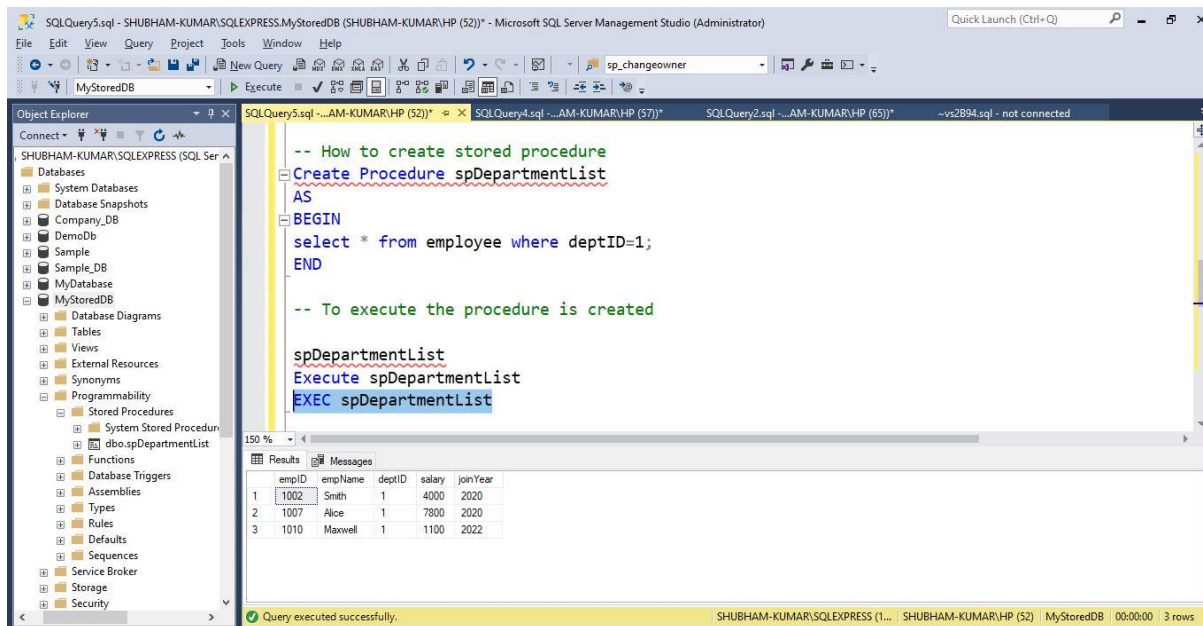 SQLQuery5.sql - SHUBHAM-KUMAR\SQLEXPRESS.MyStoredDB (SHUBHAM-KUMAR\HP (52))* - Microsoft SQL Server Management Studio (Administrator)
Quick Launch (Ctrl+Q)
File Edit View Query Project Tools Window Help
New Query
sp_changeowner
MyStoredDB
Execute
Object Explorer
SQLQuery5.sql -...AM-KUMAR\HP (52))* SQLQuery4.sql -...AM-KUMAR\HP (57))* SQLQuery2.sql -...AM-KUMAR\HP (65))* ~vs2B94.sql - not connected
Connect
SHUBHAM-KUMAR\SQLEXPRESS (SQL Ser
Databases
System Databases
Database Snapshots
Company_DB
DemoDb
Sample
Sample_DB
MyDatabase
MyStoredDB
Database Diagrams
Tables
Views
External Resources
Synonyms
Programmability
Stored Procedures
System Stored Procedur
dbo.spDepartmentList
Functions
Database Triggers
Assemblies
Types
Rules
Defaults
Sequences
Service Broker
Storage
Security
-- How to create stored procedure
Create Procedure spDepartmentList
AS
BEGIN
select * from employee where deptID=1;
END
-- To execute the procedure is created
spDepartmentList
Execute spDepartmentList
EXEC spDepartmentList
150 %
Results Messages
empID empName deptID salary joinYear
1 1002 Smith 1 4000 2020
2 1007 Alice 1 7800 2020
3 1010 Maxwell 1 1100 2022
Query executed successfully.
SHUBHAM-KUMAR\SQLEXPRESS (1... SHUBHAM-KUMAR\HP (52) MyStoredDB 00:00:00 3 rows